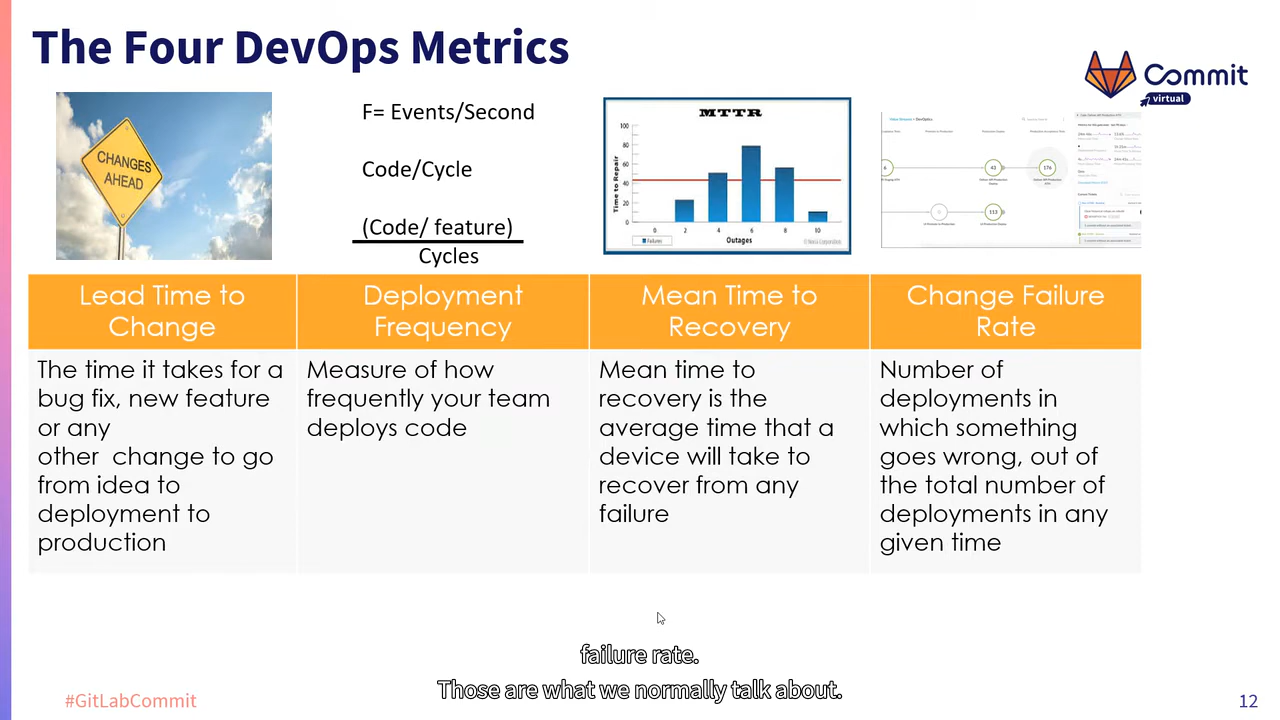 The Four DevOps Metrics
Commit
virtual
CHANGES
AHEAD
F= Events/Second
Code/Cycle
(Code/ feature)
Cycles
MTTR
Time to Repair
100
80
60
40
20
0
0 2 4 6 8 10
Failures
Outages
DevOptics
43
176
113
Lead Time to
Change
The time it takes for a
bug fix, new feature
or any
other change to go
from idea to
deployment to
production
Deployment
Frequency
Measure of how
frequently your team
deploys code
Mean Time to
Recovery
Mean time to
recovery is the
average time that a
device will take to
recover from any
failure
Change Failure
Rate
Number of
deployments in
which something
goes wrong, out of
the total number of
deployments in any
given time
failure rate.
Those are what we normally talk about.
#GitLabCommit
12